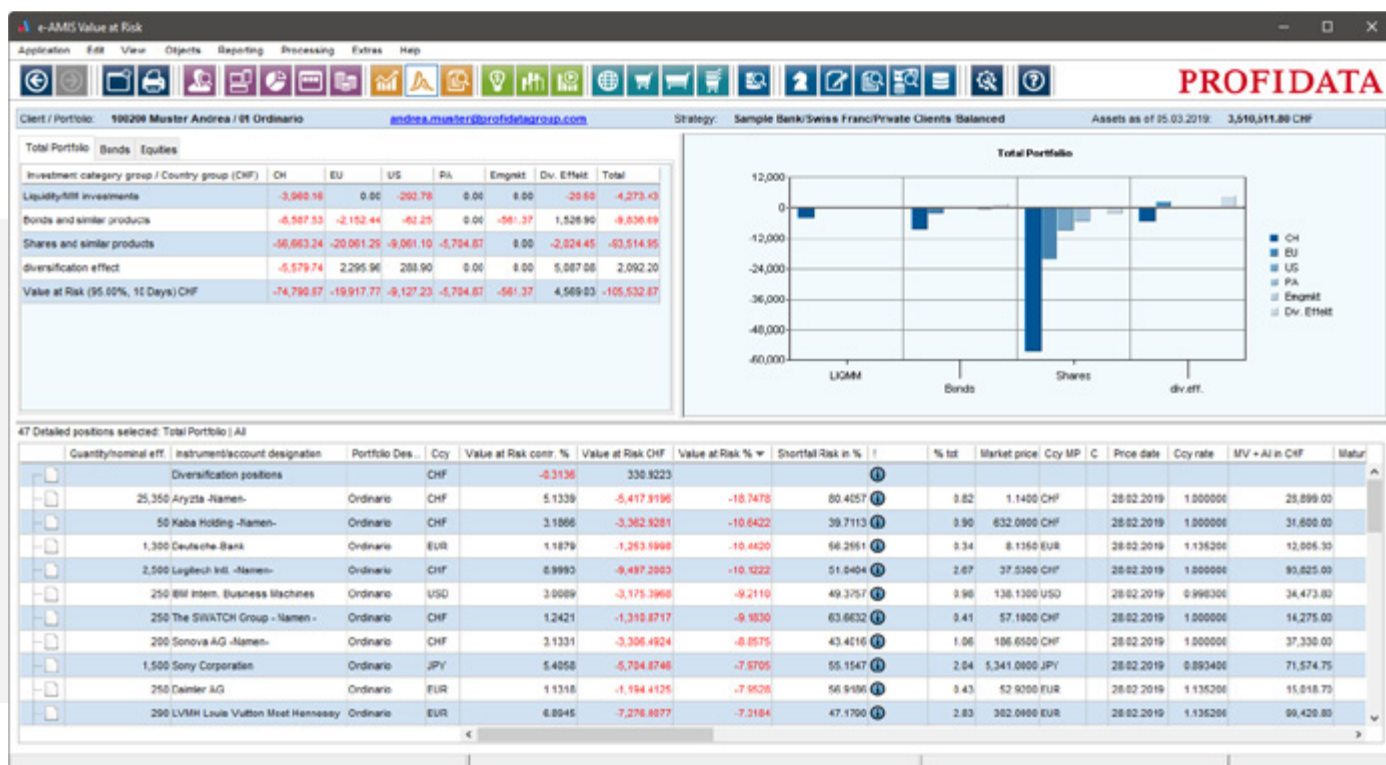 e-AMIS Value at Risk
Application Edit View Objects Reporting Processing Extras Help
PROFIDATA
Client / Portfolio: 100200 Muster Andrea / 01 Ordinario andrea.muster@profidatagroup.com Strategy: Sample Bank/Swiss Franc/Private Clients /Balanced Assets as of 05.03.2019: 3,510,511.80 CHF
Total Portfolio Bonds Equities
Investment category group / Country group (CHF) CH EU US PA Emgmkt Div. Effekt Total
Liquidity/MM investments -3,960.16 0.00 -292.78 0.00 0.00 -20.50 -4,273.43
Bonds and similar products -8,587.53 -2,152.44 -62.25 0.00 -561.37 1,526.90 -9,836.69
Shares and similar products -56,663.24 -20,061.29 -9,061.10 -5,704.87 0.00 -2,024.45 -93,514.95
diversification effect -5,579.74 2,295.96 288.90 0.00 0.00 5,087.08 2,092.20
Value at Risk (95.00%, 10 Days) CHF -74,790.67 -19,917.77 -9,127.23 -5,704.87 -561.37 4,569.03 -105,532.87
Total Portfolio
12,000
0
-12,000
-24,000
-36,000
-48,000
-60,000
LIQMM
Bonds
Shares
div.eff.
CH
EU
US
PA
Emgmkt
Div. Effekt
47 Detailed positions selected: Total Portfolio | All
Quantity/nominal eff. Instrument/account designation Portfolio Des... Ccy Value at Risk contr. % Value at Risk CHF Value at Risk % Shortfall Risk in % ! % tot Market price Ccy MP C Price date Ccy rate MV + AI in CHF Matur
Diversification positions CHF -0.3136 330.9223
25,350 Aryzta -Namen- Ordinario CHF 5.1339 -5,417.9196 -18.7478 80.4057 0.82 1.1400 CHF 28.02.2019 1.000000 28,899.00
50 Kaba Holding -Namen- Ordinario CHF 3.1866 -3,362.9281 -10.6422 39.7113 0.90 632.0000 CHF 28.02.2019 1.000000 31,600.00
1,300 Deutsche Bank Ordinario EUR 1.1879 -1,253.5998 -10.4420 56.2551 0.34 8.1350 EUR 28.02.2019 1.135200 12,005.30
2,500 Logitech Intl. -Namen- Ordinario CHF 8.9993 -9,497.2003 -10.1222 51.0404 2.67 37.5300 CHF 28.02.2019 1.000000 93,825.00
250 IBM Intern. Business Machines Ordinario USD 3.0089 -3,175.3968 -9.2110 49.3757 0.98 138.1300 USD 28.02.2019 0.998300 34,473.80
250 The SWATCH Group - Namen - Ordinario CHF 1.2421 -1,310.8717 -9.1830 63.6632 0.41 57.1000 CHF 28.02.2019 1.000000 14,275.00
200 Sonova AG -Namen- Ordinario CHF 3.1331 -3,306.4924 -8.8575 43.4016 1.06 186.6500 CHF 28.02.2019 1.000000 37,330.00
1,500 Sony Corporation Ordinario JPY 5.4058 -5,704.8746 -7.9705 55.1547 2.04 5,341.0000 JPY 28.02.2019 0.893400 71,574.75
250 Daimler AG Ordinario EUR 1.1318 -1,194.4125 -7.9528 56.9186 0.43 52.9200 EUR 28.02.2019 1.135200 15,018.70
290 LVMH Louis Vuitton Moet Hennessy Ordinario EUR 6.8945 -7,276.8077 -7.3184 47.1790 2.83 302.0000 EUR 28.02.2019 1.135200 99,420.80